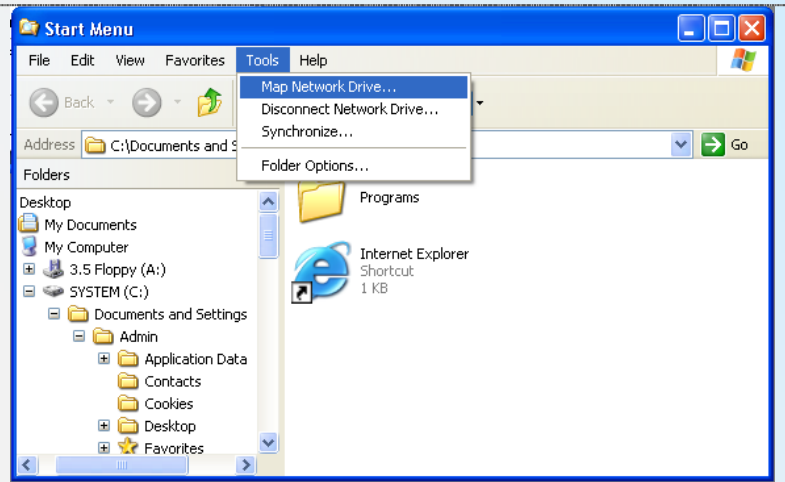 Start Menu
File Edit View Favorites Tools Help
Map Network Drive...
Disconnect Network Drive...
Synchronize...
Folder Options...
Back
Address C:\Documents and Go
Folders
Desktop
My Documents
My Computer
3.5 Floppy (A:)
SYSTEM (C:)
Documents and Settings
Admin
Application Data
Contacts
Cookies
Desktop
Favorites
Programs
Internet Explorer
Shortcut
1 KB